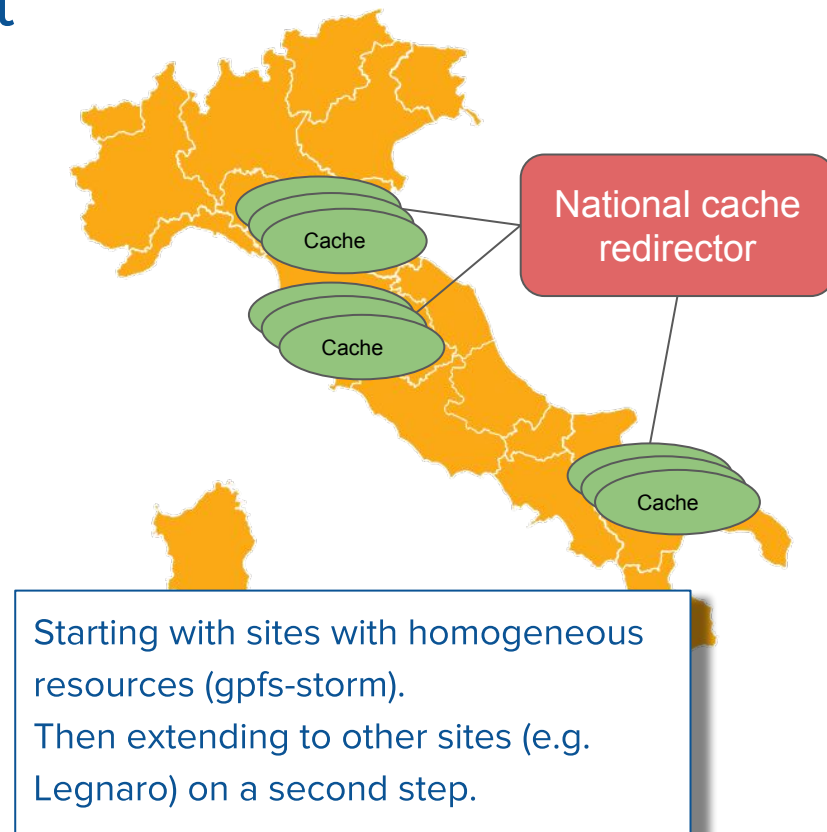 National cache
redirector
Cache
Cache
Cache
Starting with sites with homogeneous
resources (gpfs-storm).
Then extending to other sites (e.g.
Legnaro) on a second step.